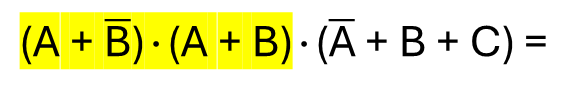 (A + B̅) · (A + B) · (A̅ + B + C) =